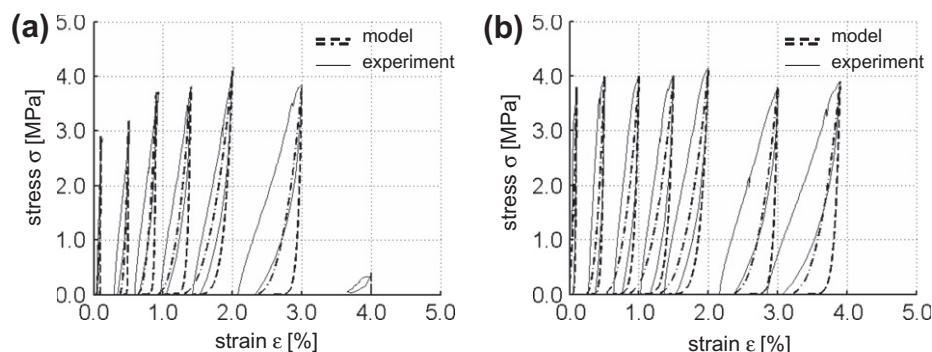 (a)
5.0
4.0
3.0
2.0
1.0
0.0
stress σ [MPa]
model
experiment
0.0 1.0 2.0 3.0 4.0 5.0
strain ε [%]
(b)
5.0
4.0
3.0
2.0
1.0
0.0
stress σ [MPa]
model
experiment
0.0 1.0 2.0 3.0 4.0 5.0
strain ε [%]